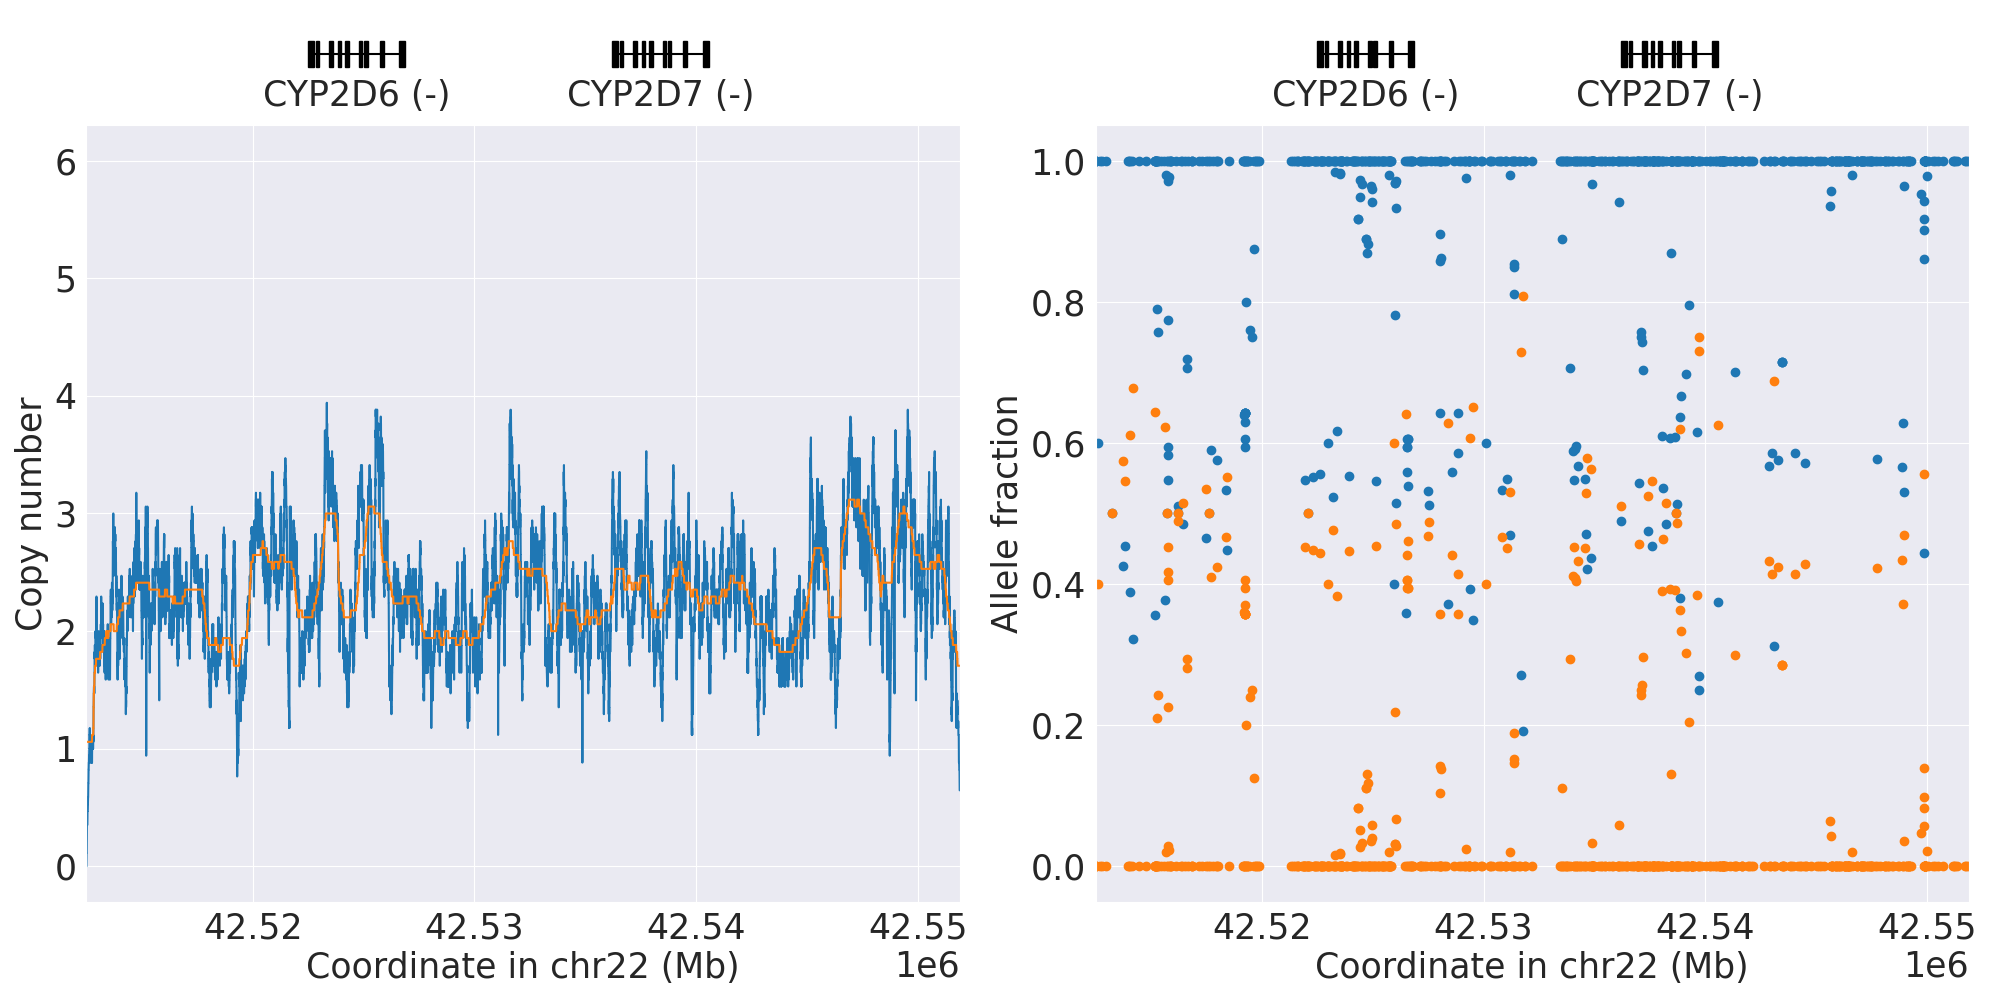 CYP2D6 (-) CYP2D7 (-)
6
5
4
3
2
1
0
Copy number
42.52 42.53 42.54 42.55
Coordinate in chr22 (Mb)
1e6
CYP2D6 (-) CYP2D7 (-)
1.0
0.8
0.6
0.4
0.2
0.0
Allele fraction
42.52 42.53 42.54 42.55
Coordinate in chr22 (Mb)
1e6